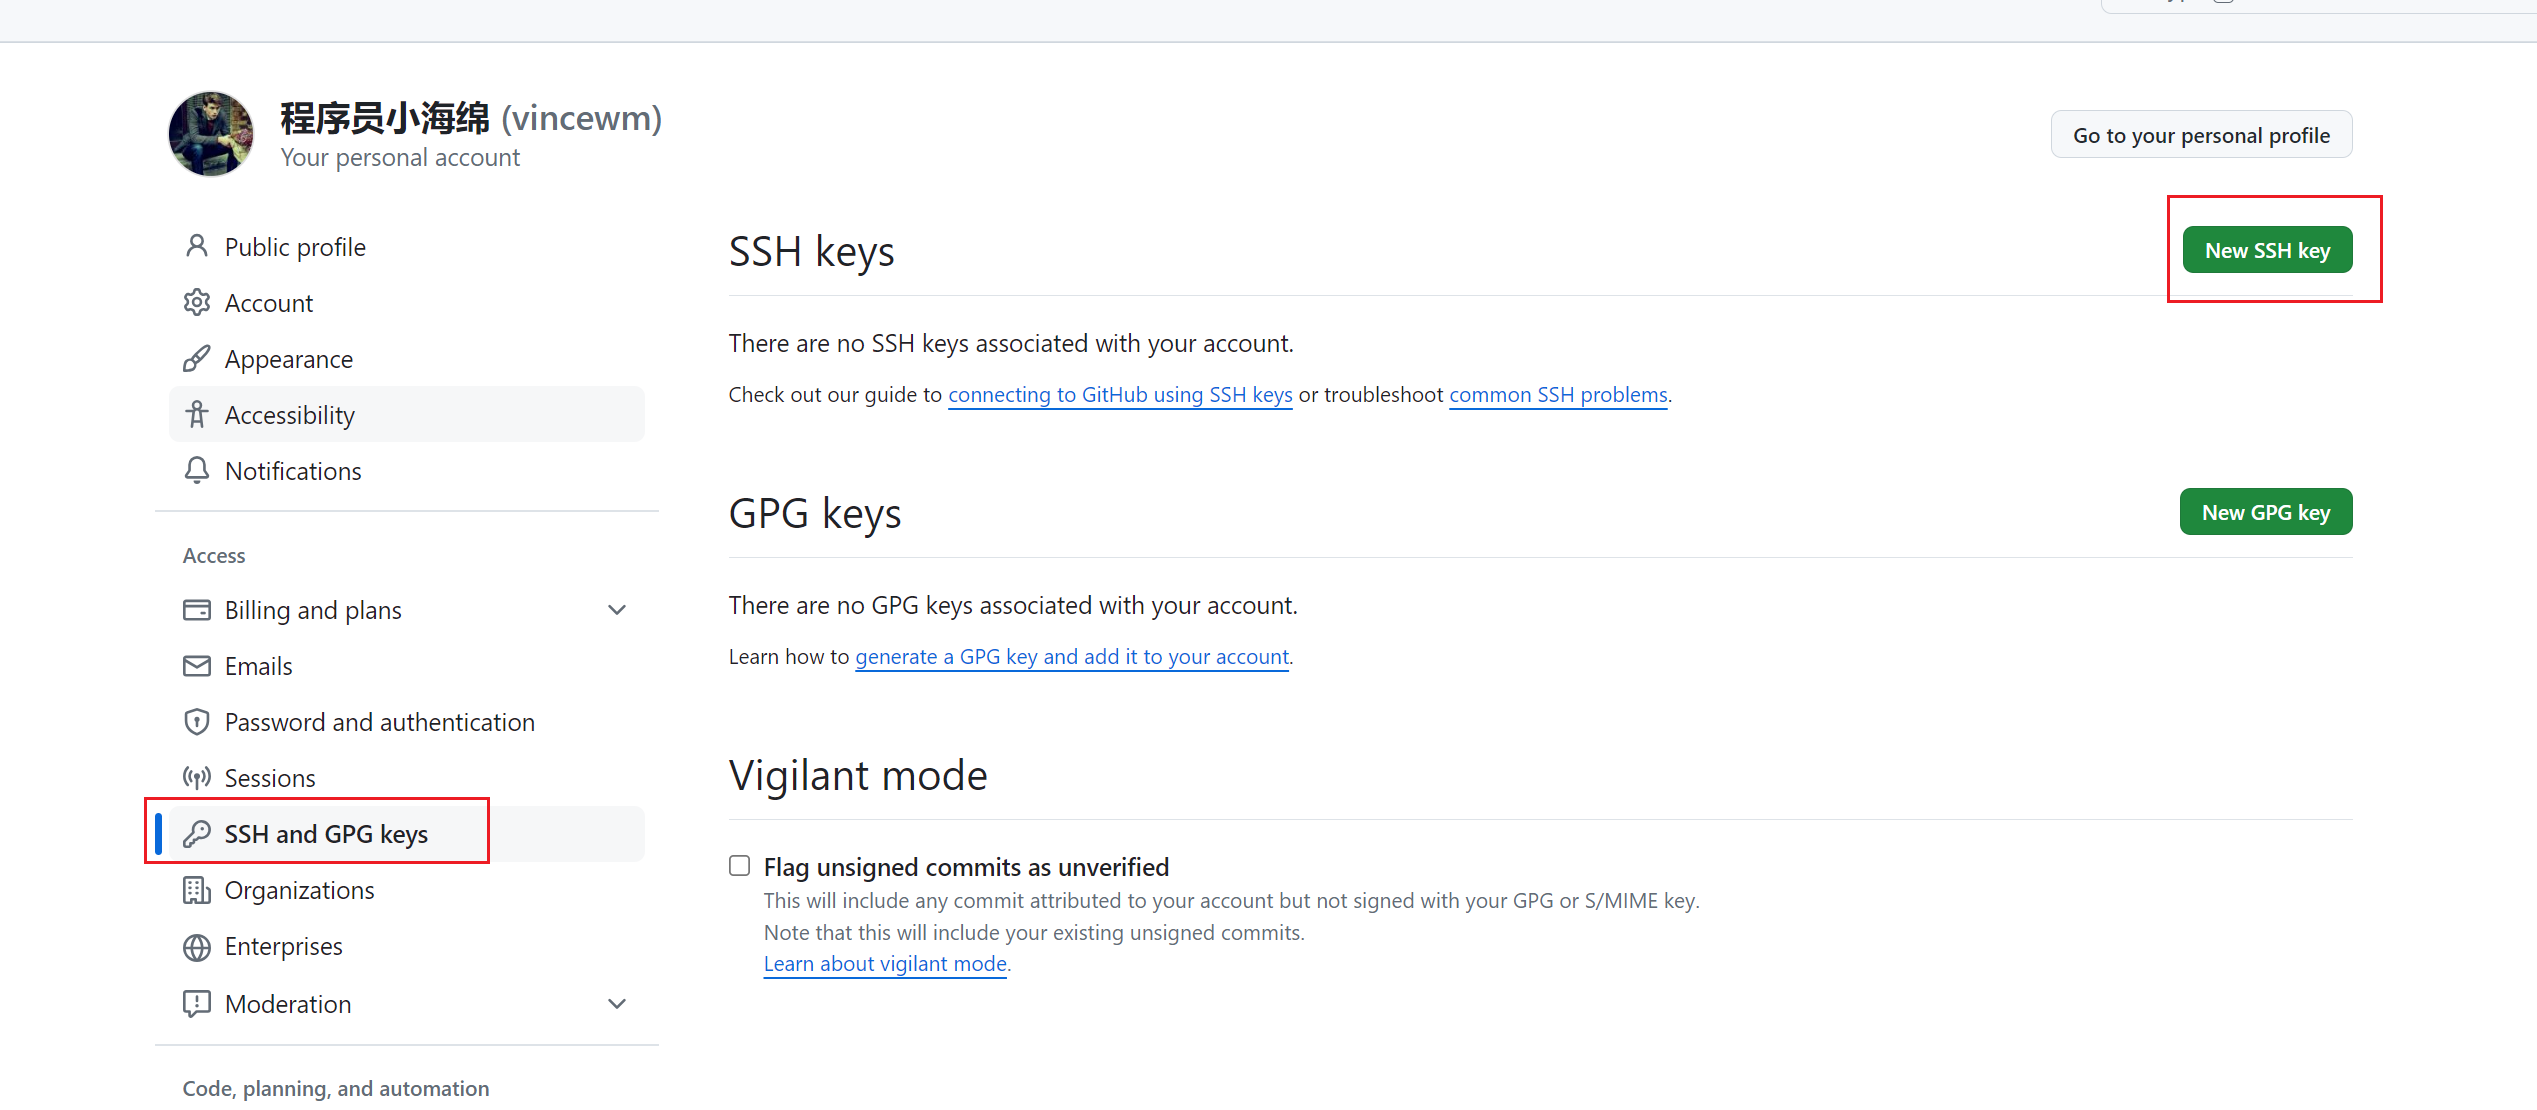 程序员小海绵 (vincewm)
Your personal account
Go to your personal profile
Public profile
Account
Appearance
Accessibility
Notifications
Access
Billing and plans
Emails
Password and authentication
Sessions
SSH and GPG keys
Organizations
Enterprises
Moderation
Code, planning, and automation
SSH keys
New SSH key
There are no SSH keys associated with your account.
Check out our guide to connecting to GitHub using SSH keys or troubleshoot common SSH problems.
GPG keys
New GPG key
There are no GPG keys associated with your account.
Learn how to generate a GPG key and add it to your account.
Vigilant mode
Flag unsigned commits as unverified
This will include any commit attributed to your account but not signed with your GPG or S/MIME key.
Note that this will include your existing unsigned commits.
Learn about vigilant mode.